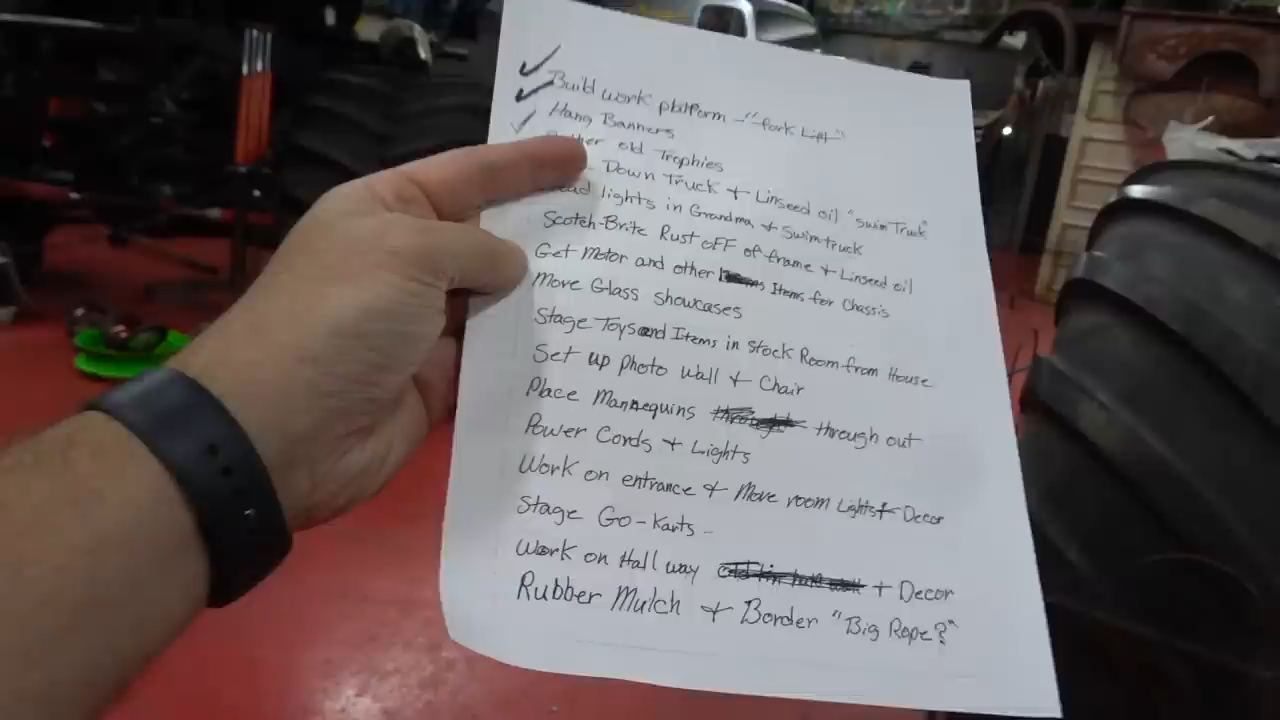 Build work platform - "fork Lift"
Hang Banners
old Trophies
Down Truck + Linseed oil "swim Truck"
lights in Grandma + Swimtruck
Scotch-Brite Rust OFF of frame + Linseed oil
Get Motor and other Items for Chassis
Move Glass showcases
Stage Toys and Items in Stock Room from House
Set up photo wall + Chair
Place Mannequins through out
Power Cords + Lights
Work on entrance + Move room Lights + Decor
Stage Go-Karts -
Work on Hall way + Decor
Rubber Mulch + Border "Big Rope?"